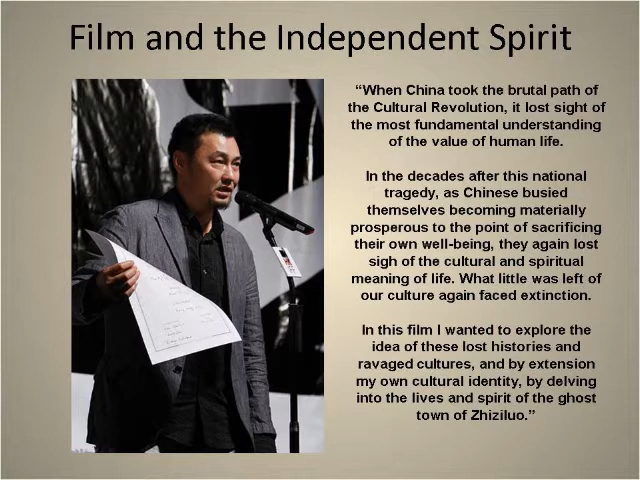 Film and the Independent Spirit
“When China took the brutal path of
the Cultural Revolution, it lost sight of
the most fundamental understanding
of the value of human life.
In the decades after this national
tragedy, as Chinese busied
themselves becoming materially
prosperous to the point of sacrificing
their own well-being, they again lost
sigh of the cultural and spiritual
meaning of life. What little was left of
our culture again faced extinction.
In this film I wanted to explore the
idea of these lost histories and
ravaged cultures, and by extension
my own cultural identity, by delving
into the lives and spirit of the ghost
town of Zhiziluo.”